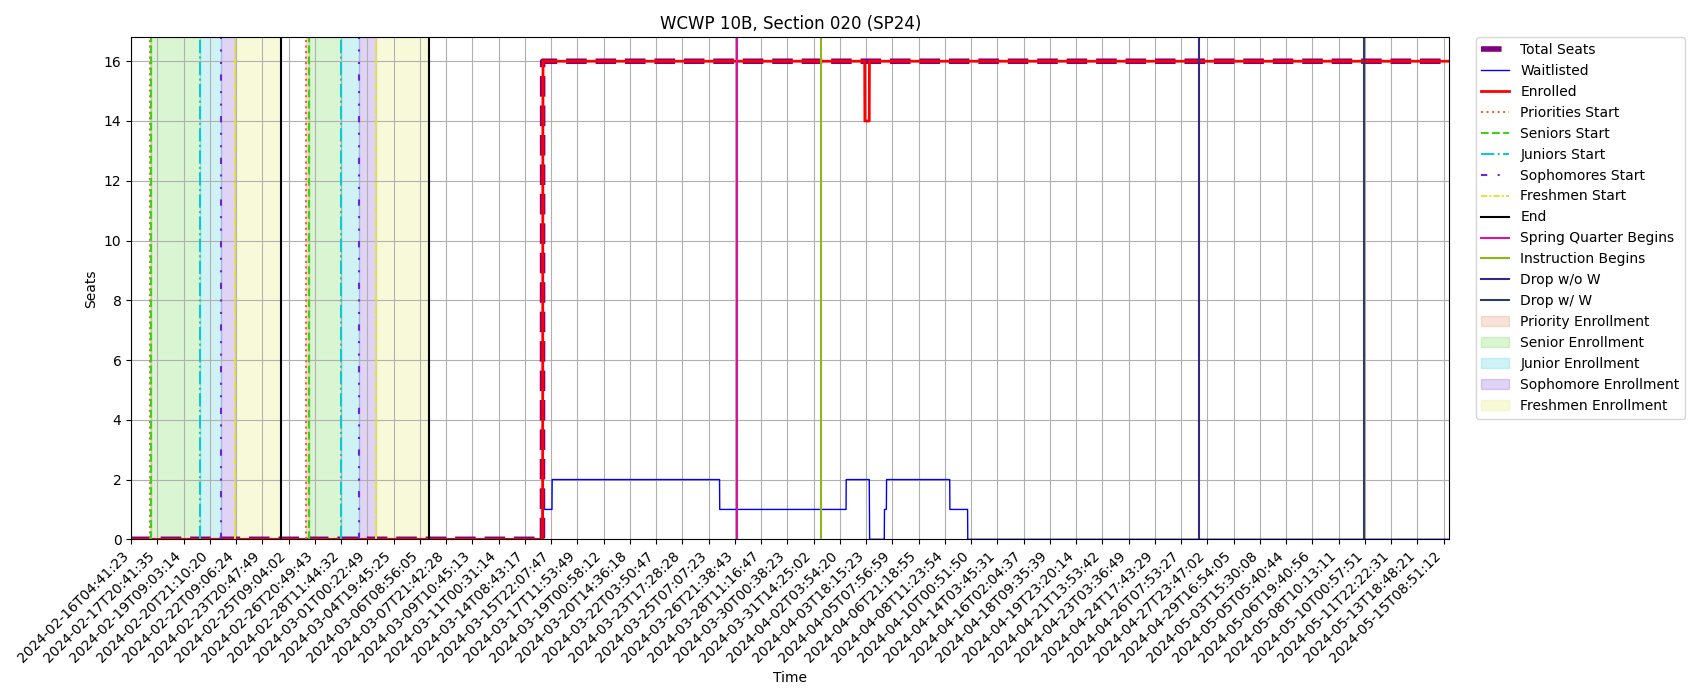 WCWP 10B, Section 020 (SP24)
Seats
16
14
12
10
8
6
4
2
0
2024-02-16T04:41:23
2024-02-17T20:41:35
2024-02-19T09:03:14
2024-02-20T21:10:20
2024-02-22T09:06:24
2024-02-23T20:47:49
2024-02-25T09:04:02
2024-02-26T20:49:43
2024-02-28T11:44:32
2024-03-01T00:22:49
2024-03-04T19:45:25
2024-03-06T08:56:05
2024-03-07T21:42:28
2024-03-09T10:45:13
2024-03-11T00:31:14
2024-03-14T08:43:17
2024-03-15T22:07:47
2024-03-17T11:53:49
2024-03-19T00:58:12
2024-03-20T14:36:18
2024-03-22T03:50:47
2024-03-23T17:28:28
2024-03-25T07:07:23
2024-03-26T21:38:43
2024-03-28T11:16:47
2024-03-30T00:38:23
2024-03-31T14:25:02
2024-04-02T03:54:20
2024-04-03T18:15:23
2024-04-05T07:56:59
2024-04-06T21:18:55
2024-04-08T11:23:54
2024-04-10T00:51:50
2024-04-14T03:45:31
2024-04-16T02:04:37
2024-04-18T09:35:39
2024-04-19T23:20:14
2024-04-21T13:53:42
2024-04-23T03:36:49
2024-04-24T17:43:29
2024-04-26T07:53:27
2024-04-27T23:47:02
2024-04-29T16:54:05
2024-05-03T15:30:08
2024-05-05T05:40:44
2024-05-06T19:40:56
2024-05-08T10:13:11
2024-05-10T00:57:51
2024-05-11T22:22:31
2024-05-13T18:48:21
2024-05-15T08:51:12
Time
Total Seats
Waitlisted
Enrolled
Priorities Start
Seniors Start
Juniors Start
Sophomores Start
Freshmen Start
End
Spring Quarter Begins
Instruction Begins
Drop w/o W
Drop w/ W
Priority Enrollment
Senior Enrollment
Junior Enrollment
Sophomore Enrollment
Freshmen Enrollment